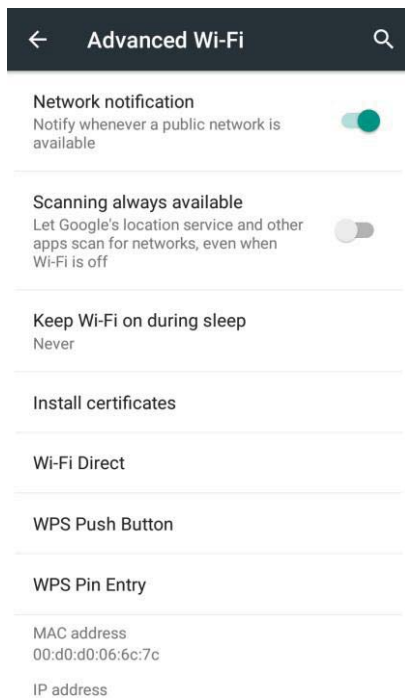 Advanced Wi-Fi
Network notification
Notify whenever a public network is
available
Scanning always available
Let Google's location service and other
apps scan for networks, even when
Wi-Fi is off
Keep Wi-Fi on during sleep
Never
Install certificates
Wi-Fi Direct
WPS Push Button
WPS Pin Entry
MAC address
00:d0:d0:06:6c:7c
IP address